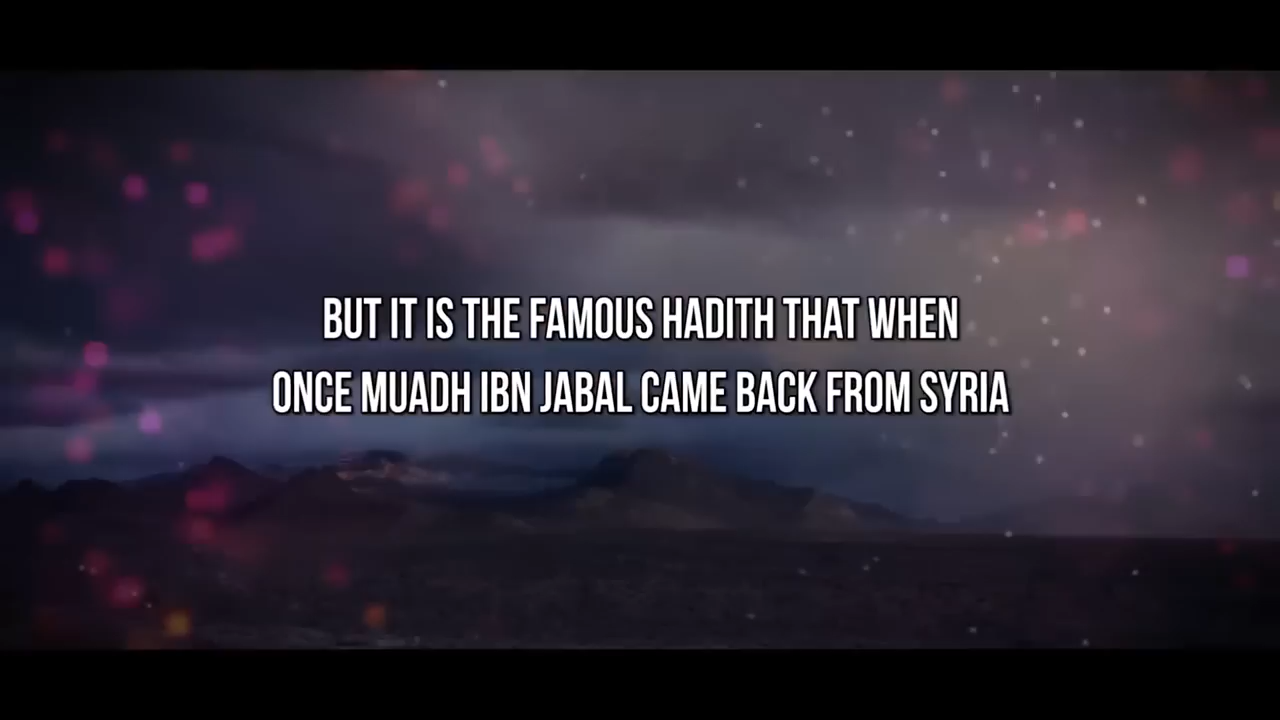 BUT IT IS THE FAMOUS HADITH THAT WHEN
ONCE MUADH IBN JABAL CAME BACK FROM SYRIA